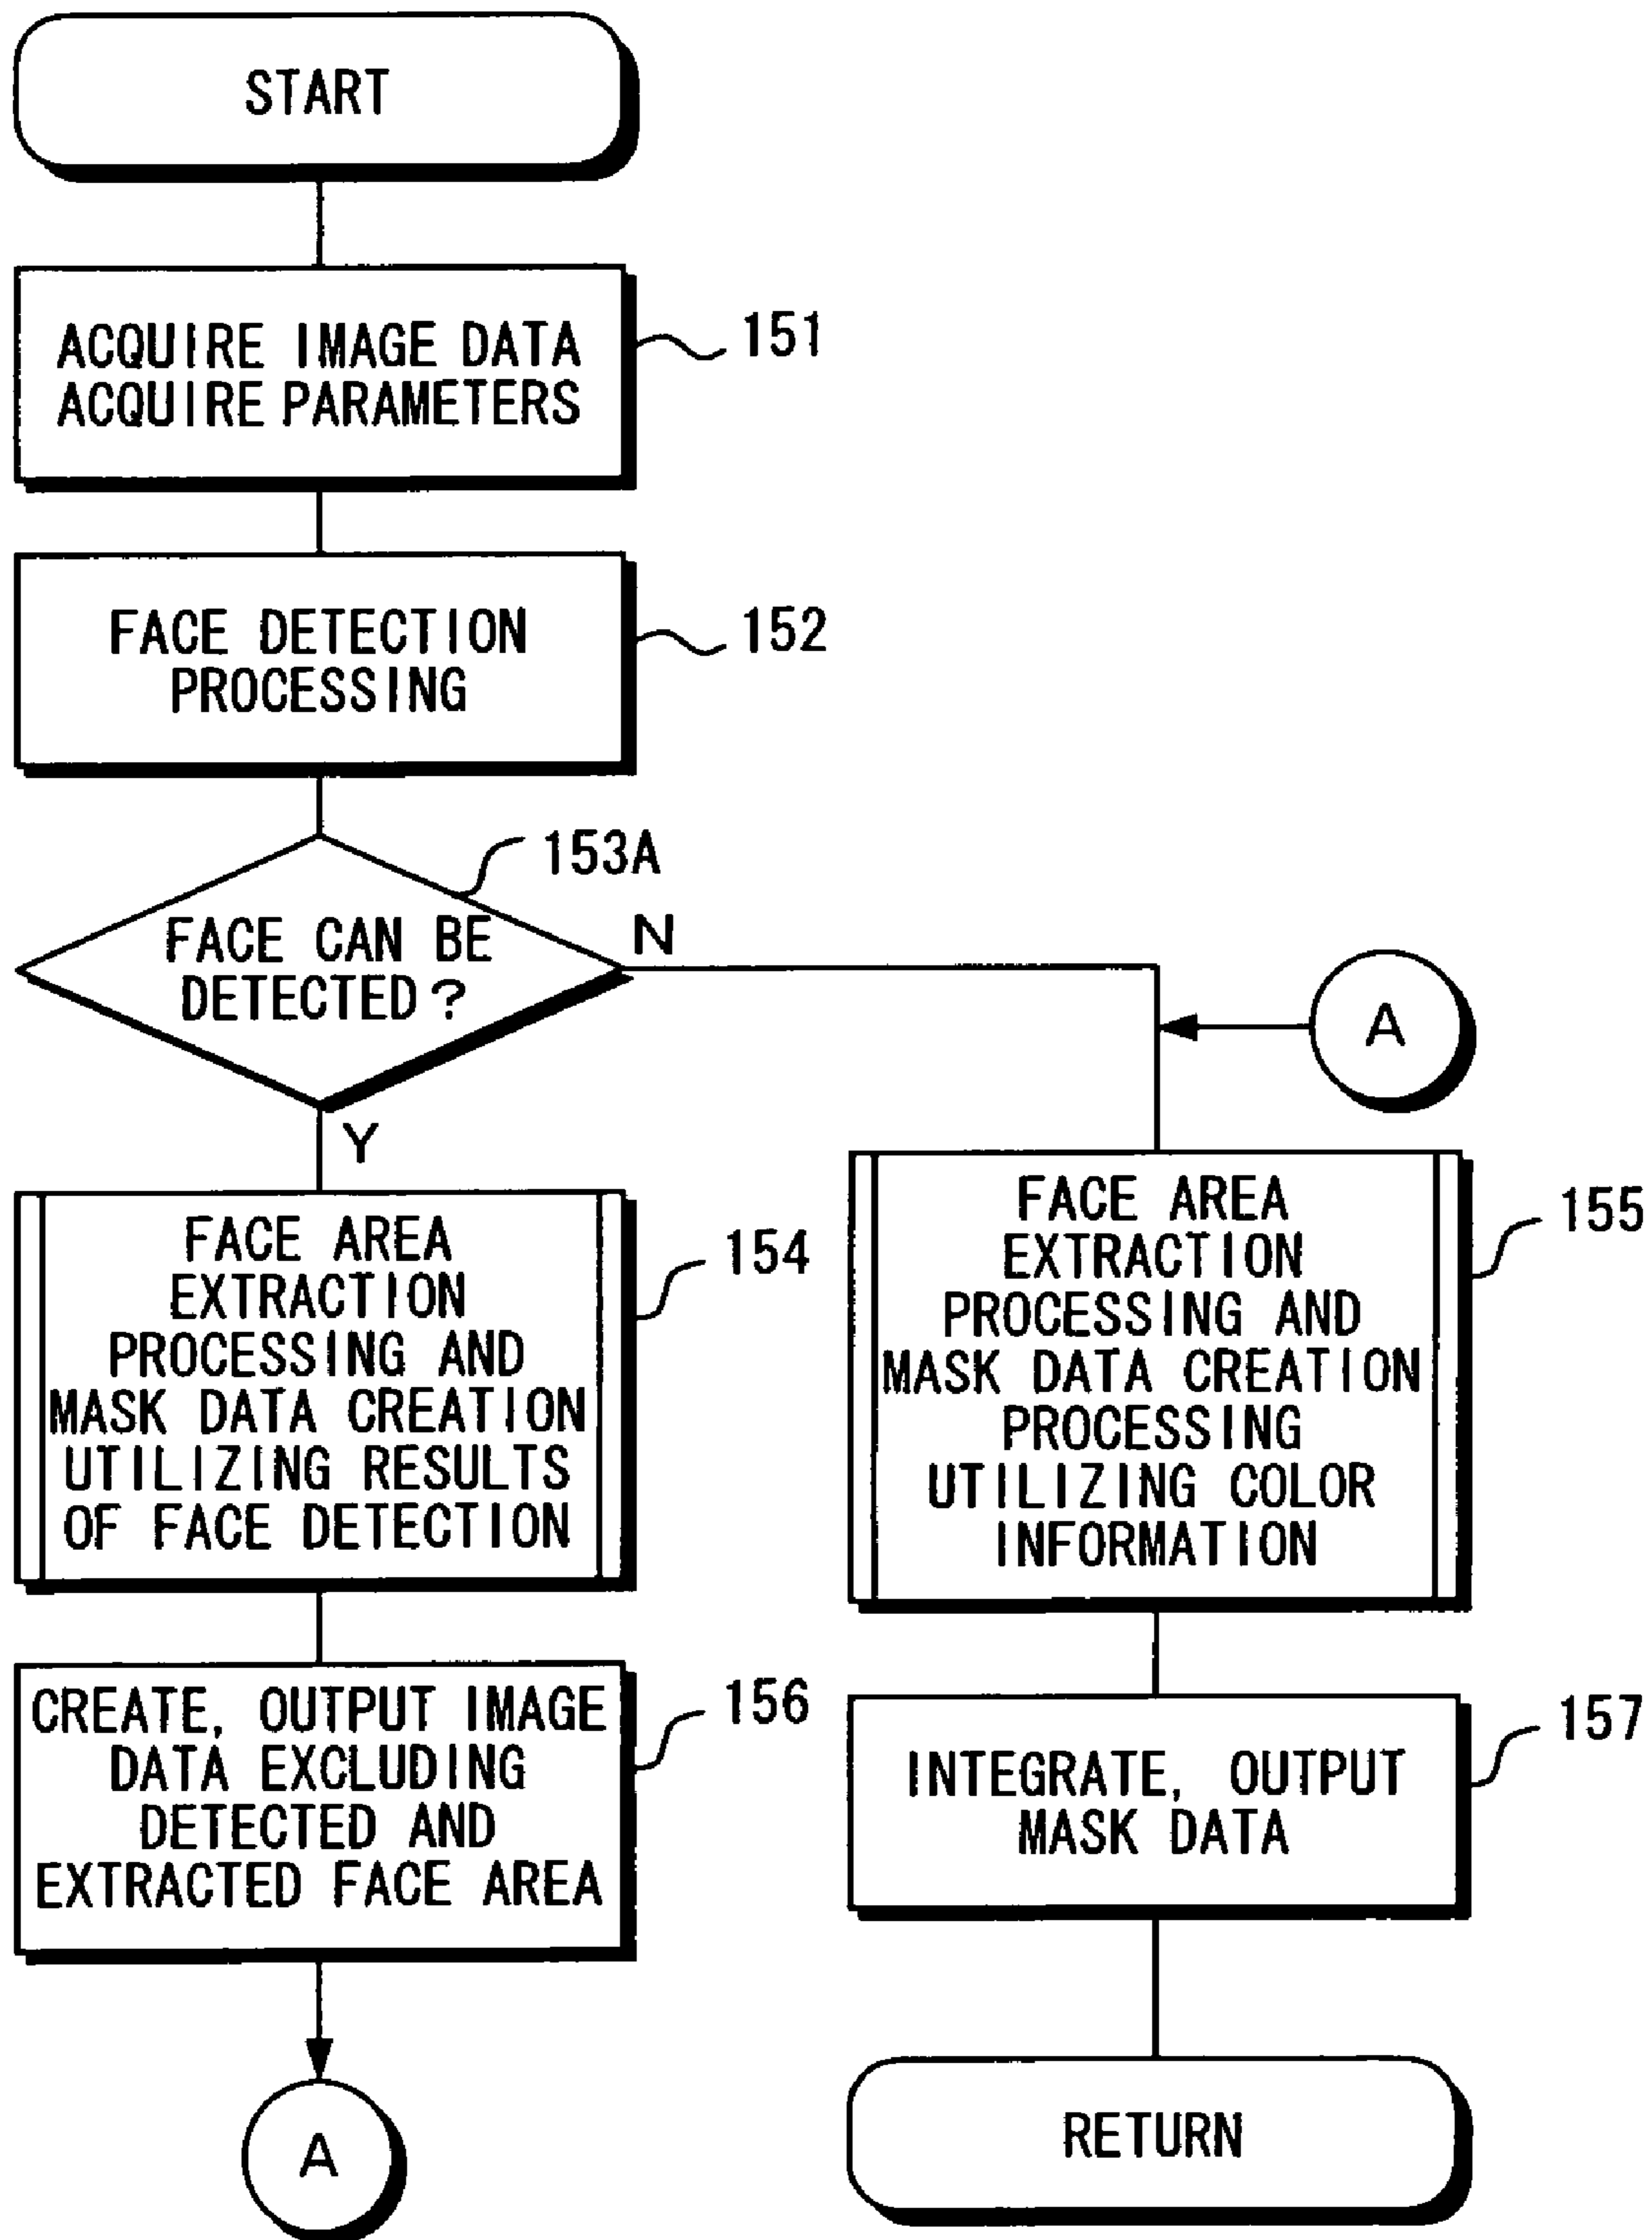 START
ACQUIRE IMAGE DATA
ACQUIRE PARAMETERS
151
FACE DETECTION
PROCESSING
152
153A
FACE CAN BE
DETECTED?
N
Y
A
FACE AREA
EXTRACTION
PROCESSING AND
MASK DATA CREATION
UTILIZING RESULTS
OF FACE DETECTION
154
CREATE, OUTPUT IMAGE
DATA EXCLUDING
DETECTED AND
EXTRACTED FACE AREA
156
A
FACE AREA
EXTRACTION
PROCESSING AND
MASK DATA CREATION
PROCESSING
UTILIZING COLOR
INFORMATION
155
INTEGRATE, OUTPUT
MASK DATA
157
RETURN